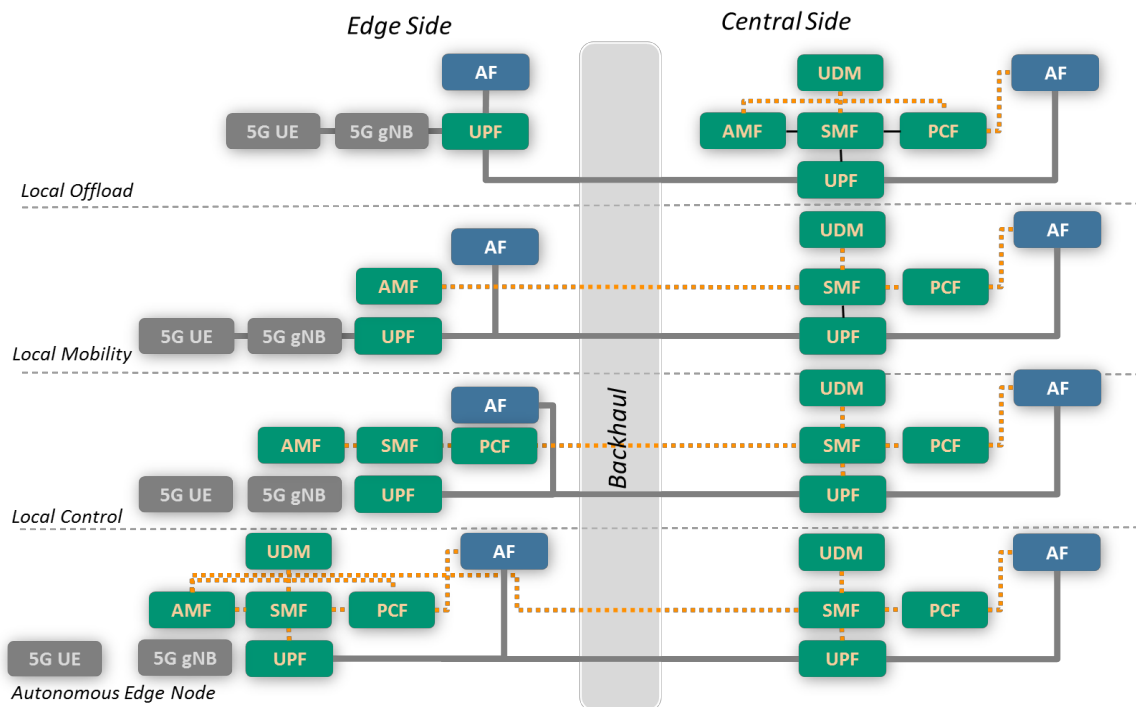 Edge Side
Central Side
AF
UDM
AF
5G UE
5G gNB
UPF
AMF
SMF
PCF
UPF
Local Offload
AF
UDM
AF
AMF
SMF
PCF
5G UE
5G gNB
UPF
UPF
Local Mobility
Backhaul
AF
UDM
AF
AMF
SMF
PCF
SMF
PCF
5G UE
5G gNB
UPF
UPF
Local Control
UDM
AF
UDM
AF
AMF
SMF
PCF
SMF
PCF
5G UE
5G gNB
UPF
UPF
Autonomous Edge Node